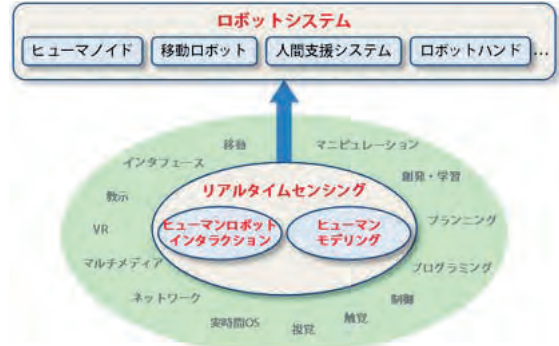 ロボットシステム
ヒューマノイド 移動ロボット 人間支援システム ロボットハンド …
移動 マニピュレーション
インタフェース 創発・学習
教示 リアルタイムセンシング
VR ヒューマンロボット ヒューマン プランニング
インタラクション モデリング
マルチメディア プログラミング
ネットワーク 制御
実時間OS 視覚 触覚